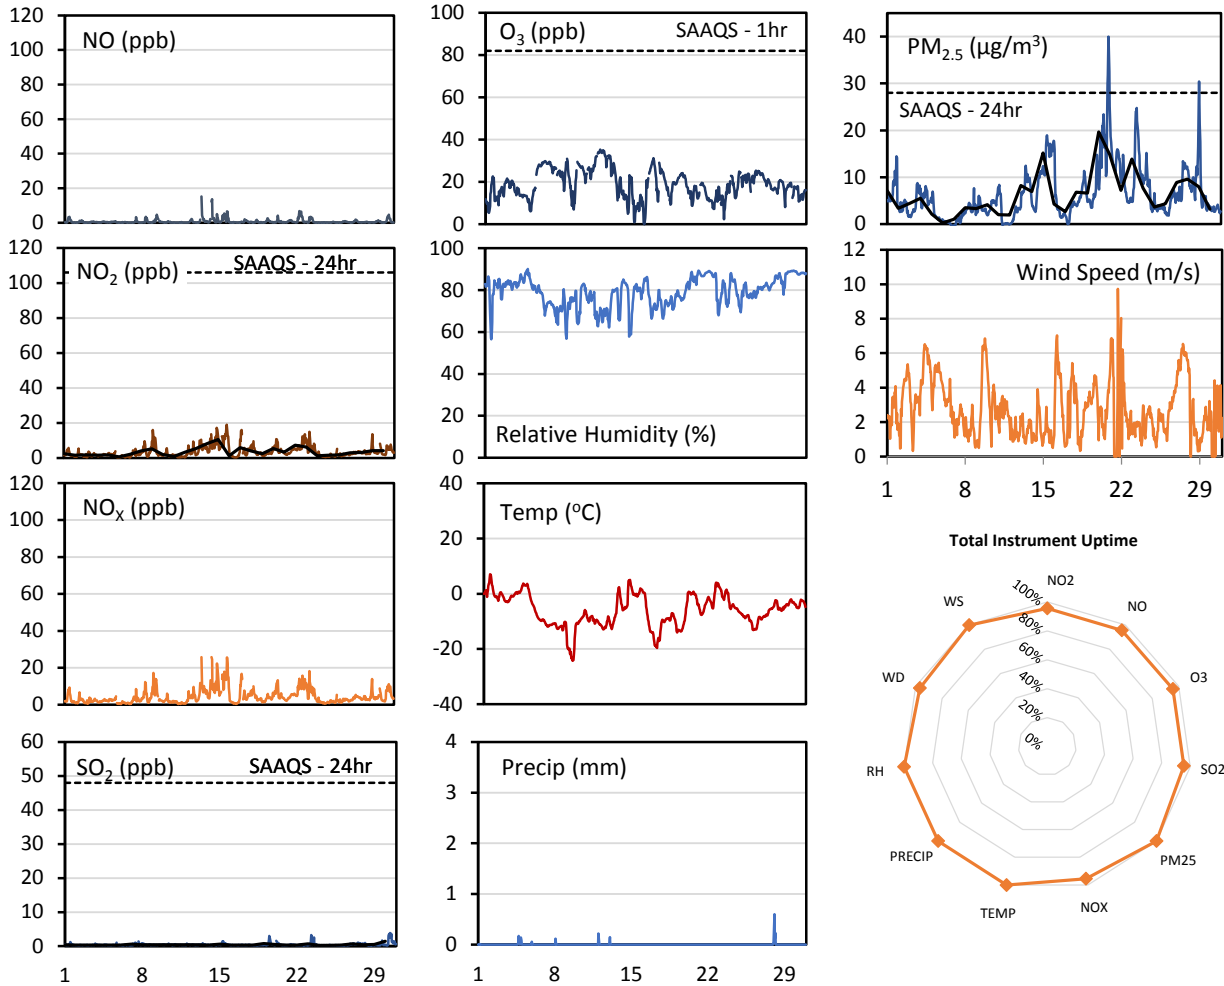 120
100
80
60
40
20
0
NO (ppb)
100
80
60
40
20
0
O3 (ppb)
SAAQS - 1hr
40
30
20
10
0
PM2.5 (µg/m3)
SAAQS - 24hr
120
100
80
60
40
20
0
NO2 (ppb)
SAAQS - 24hr
100
80
60
40
20
0
Relative Humidity (%)
12
10
8
6
4
2
0
Wind Speed (m/s)
1 8 15 22 29
120
100
80
60
40
20
0
NOX (ppb)
40
20
0
-20
-40
Temp (oC)
Total Instrument Uptime
NO2
NO
O3
SO2
PM25
NOX
TEMP
PRECIP
RH
WD
WS
100%
80%
60%
40%
20%
0%
60
50
40
30
20
10
0
SO2 (ppb)
SAAQS - 24hr
1 8 15 22 29
4
3
2
1
0
Precip (mm)
1 8 15 22 29